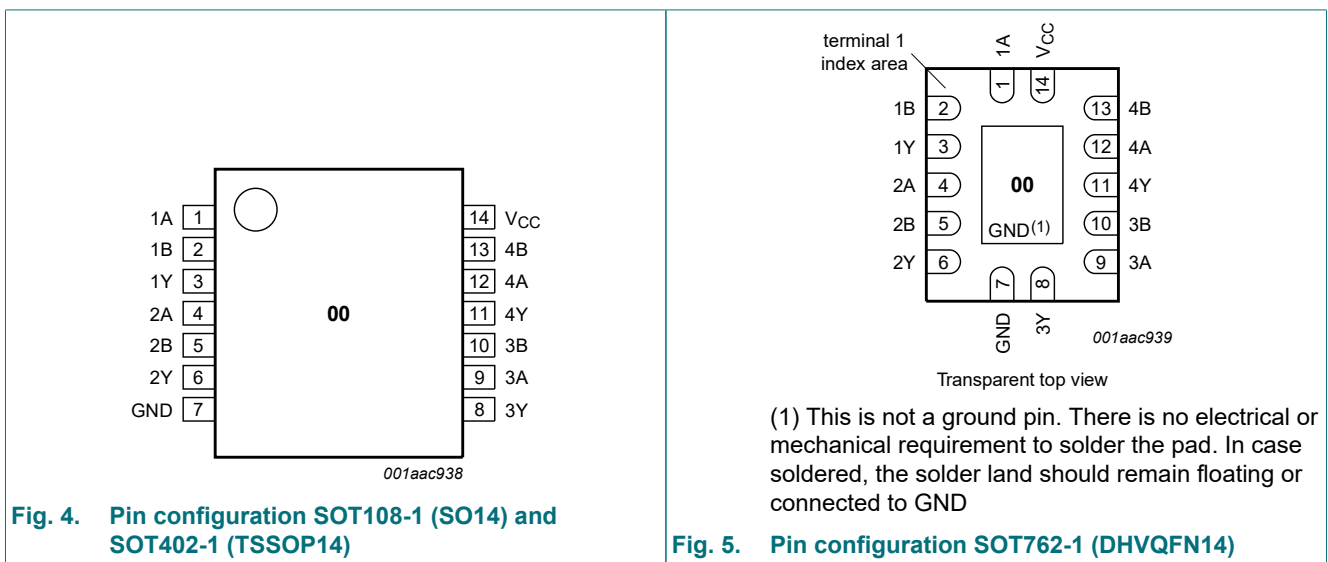 1A 1
1B 2
1Y 3
2A 4
2B 5
2Y 6
GND 7
00
14 VCC
13 4B
12 4A
11 4Y
10 3B
9 3A
8 3Y
001aac938
Fig. 4. Pin configuration SOT108-1 (SO14) and
SOT402-1 (TSSOP14)
terminal 1
index area
1A
VCC
1
14
1B 2
1Y 3
2A 4
2B 5
2Y 6
00
GND(1)
13 4B
12 4A
11 4Y
10 3B
9 3A
7
8
GND
3Y
001aac939
Transparent top view
(1) This is not a ground pin. There is no electrical or
mechanical requirement to solder the pad. In case
soldered, the solder land should remain floating or
connected to GND
Fig. 5. Pin configuration SOT762-1 (DHVQFN14)